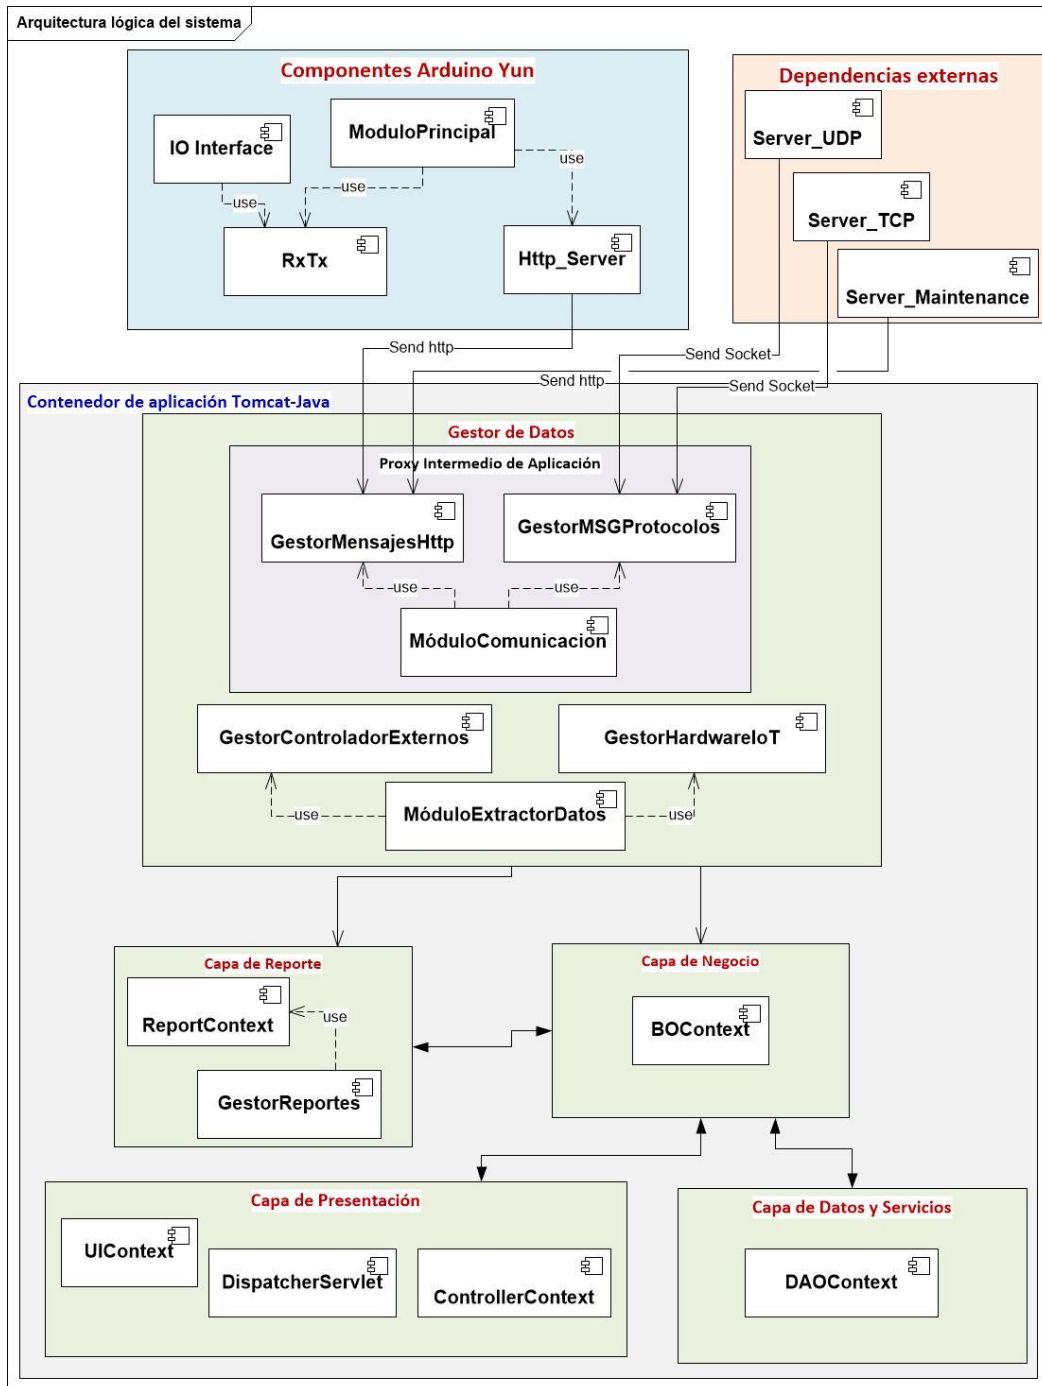 Arquitectura lógica del sistema
Componentes Arduino Yun
IO Interface
ModuloPrincipal
use
use
use
RxTx
Http_Server
Dependencias externas
Server_UDP
Server_TCP
Server_Maintenance
Send http
Send Socket
Send http
Send Socket
Contenedor de aplicación Tomcat-Java
Gestor de Datos
Proxy Intermedio de Aplicación
GestorMensajesHttp
GestorMSGProtocolos
use
use
MóduloComunicacion
GestorControladorExternos
GestorHardwareIoT
MóduloExtractorDatos
use
use
Capa de Reporte
ReportContext
use
GestorReportes
Capa de Negocio
BOContext
Capa de Presentación
UIContext
DispatcherServlet
ControllerContext
Capa de Datos y Servicios
DAOContext